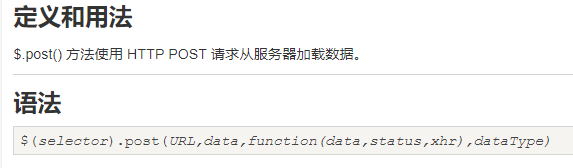 定义和用法
$.post() 方法使用 HTTP POST 请求从服务器加载数据。
语法
$(selector).post(URL,data,function(data,status,xhr),dataType)